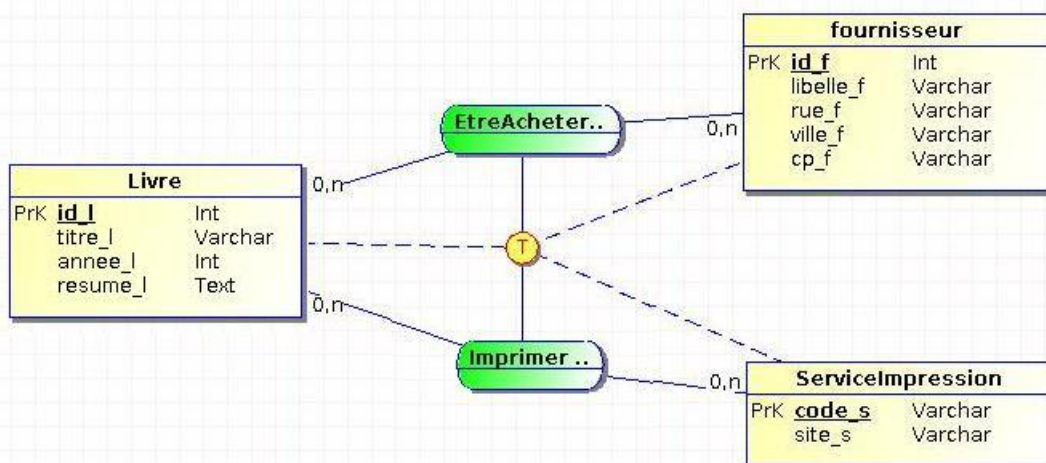 fournisseur
PrK id_f Int
libelle_f Varchar
rue_f Varchar
ville_f Varchar
cp_f Varchar
EtreAcheter..
0,n
0,n
Livre
PrK id_l Int
titre_l Varchar
annee_l Int
resume_l Text
T
0,n
Imprimer ..
0,n
ServiceImpression
PrK code_s Varchar
site_s Varchar